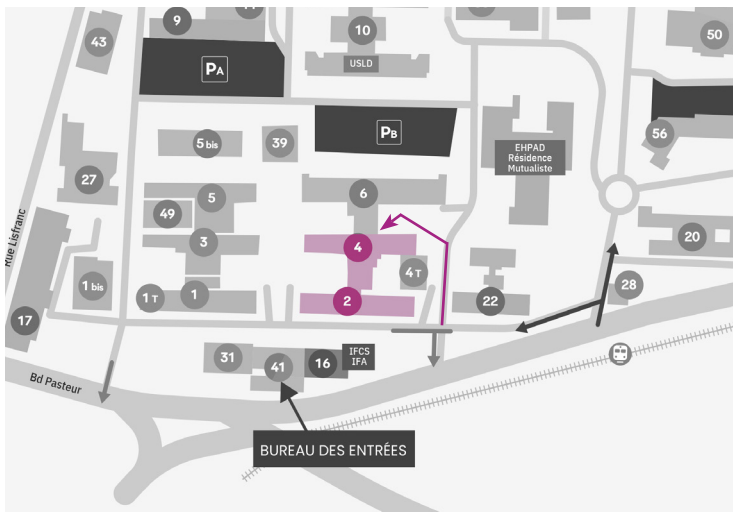 9
10
50
43
PA
USLD
PB
56
5 bis
39
EHPAD
Résidence
Mutualiste
27
5
6
49
20
Rue Lisfranc
3
4
4 T
1 bis
1 T
1
2
22
28
17
31
41
16
IFCS
IFA
Bd Pasteur
BUREAU DES ENTRÉES